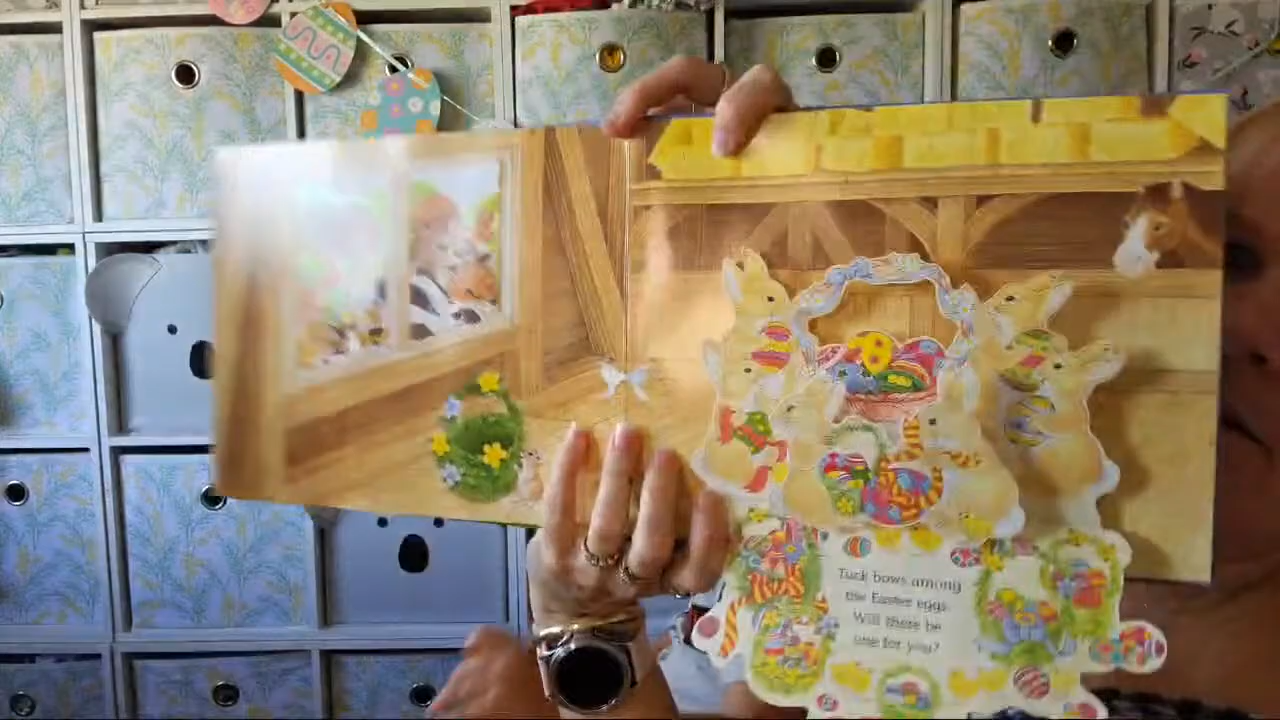 Tuck bows among
the Easter eggs.
Will there be
one for you?